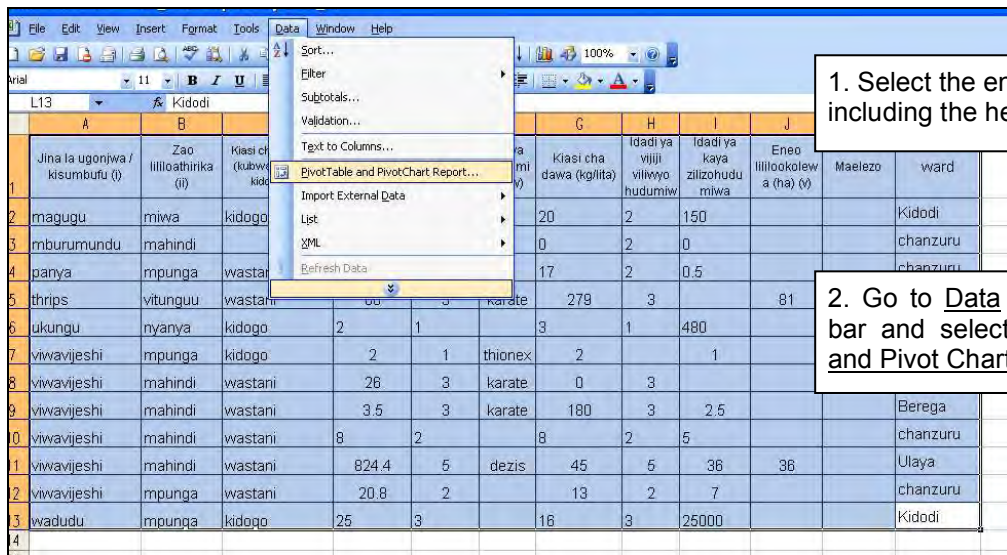 File Edit View Insert Format Tools Data Window Help
100%
Arial 11 B I U
L13 fx Kidodi
Sort...
Filter
Subtotals...
Validation...
Text to Columns...
PivotTable and PivotChart Report...
Import External Data
List
XML
Refresh Data
1. Select the
including the
2. Go to Data
bar and select
and Pivot Chart
A B G H I J
1 Jina la ugonjwa / kisumbufu (i) Zao lililoathirika (ii) Kiasi Kiasi cha dawa (kg/lita) Idadi ya vijiji vilivyo hudumiw Idadi ya kaya zilizohudu miwa Eneo lililookolew a (ha) (v) Maelezo ward
2 magugu miwa kidogo 20 2 150 Kidodi
3 mburumundu mahindi 0 2 0 chanzuru
4 panya mpunga 17 2 0.5 chanzuru
5 thrips vitunguu wastani 3 karate 279 3 81
6 ukungu nyanya kidogo 2 1 3 1 480
7 viwavijeshi mpunga kidogo 2 1 thionex 2 1
8 viwavijeshi mahindi wastani 26 3 karate 0 3
9 viwavijeshi mahindi wastani 3.5 3 karate 180 3 2.5 Berega
10 viwavijeshi mahindi wastani 8 2 8 2 5 chanzuru
11 viwavijeshi mahindi wastani 824.4 5 dezis 45 5 36 36 Ulaya
12 viwavijeshi mpunga wastani 20.8 2 13 2 7 chanzuru
13 wadudu mpunga kidogo 25 3 16 3 25000 Kidodi
14